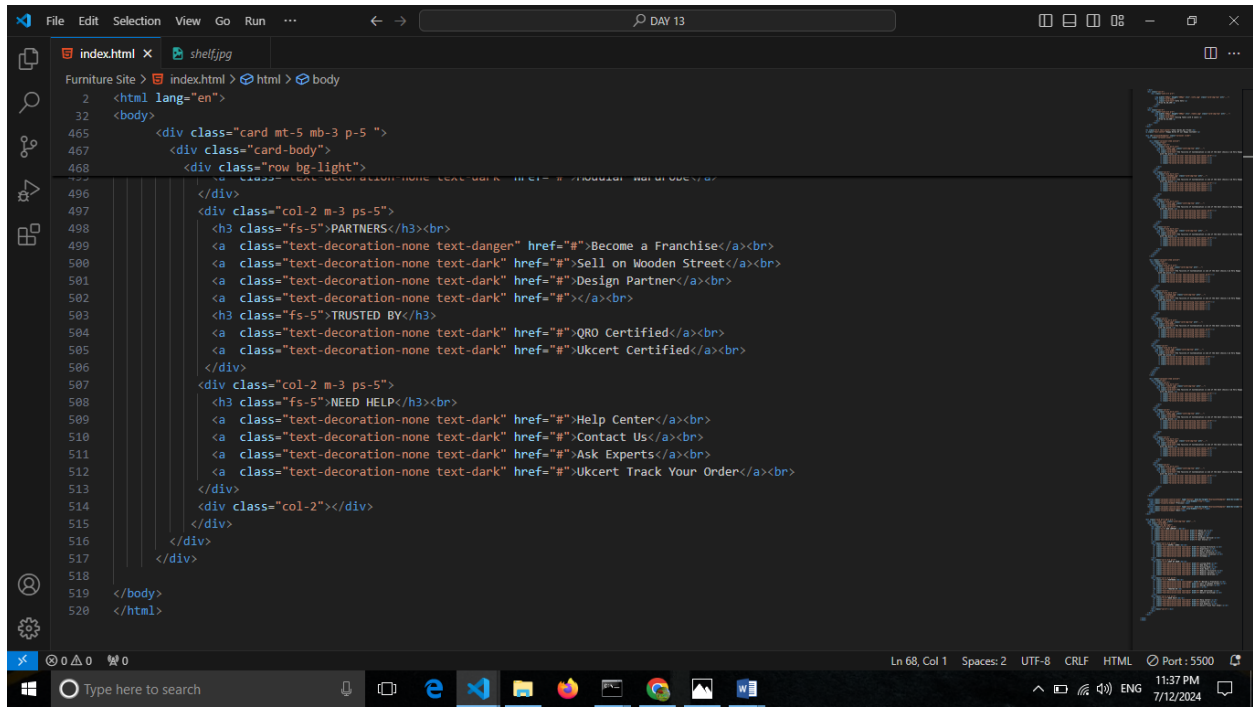 File Edit Selection View Go Run ··· ← → DAY 13
index.html × shelf.jpg ···
Furniture Site > index.html > html > body
2 <html lang="en">
32 <body>
465 <div class="card mt-5 mb-3 p-5 ">
467 <div class="card-body">
468 <div class="row bg-light">
496 </div>
497 <div class="col-2 m-3 ps-5">
498 <h3 class="fs-5">PARTNERS</h3><br>
499 <a  class="text-decoration-none text-danger" href="#">Become a Franchise</a><br>
500 <a  class="text-decoration-none text-dark" href="#">Sell on Wooden Street</a><br>
501 <a  class="text-decoration-none text-dark" href="#">Design Partner</a><br>
502 <a  class="text-decoration-none text-dark" href="#"></a><br>
503 <h3 class="fs-5">TRUSTED BY</h3>
504 <a  class="text-decoration-none text-dark" href="#">QRO Certified</a><br>
505 <a  class="text-decoration-none text-dark" href="#">Ukcert Certified</a><br>
506 </div>
507 <div class="col-2 m-3 ps-5">
508 <h3 class="fs-5">NEED HELP</h3><br>
509 <a  class="text-decoration-none text-dark" href="#">Help Center</a><br>
510 <a  class="text-decoration-none text-dark" href="#">Contact Us</a><br>
511 <a  class="text-decoration-none text-dark" href="#">Ask Experts</a><br>
512 <a  class="text-decoration-none text-dark" href="#">Ukcert Track Your Order</a><br>
513 </div>
514 <div class="col-2"></div>
515 </div>
516 </div>
517 </div>
518
519 </body>
520 </html>
0 0 0 Ln 68, Col 1 Spaces: 2 UTF-8 CRLF HTML Port : 5500
Type here to search ENG 11:37 PM
7/12/2024